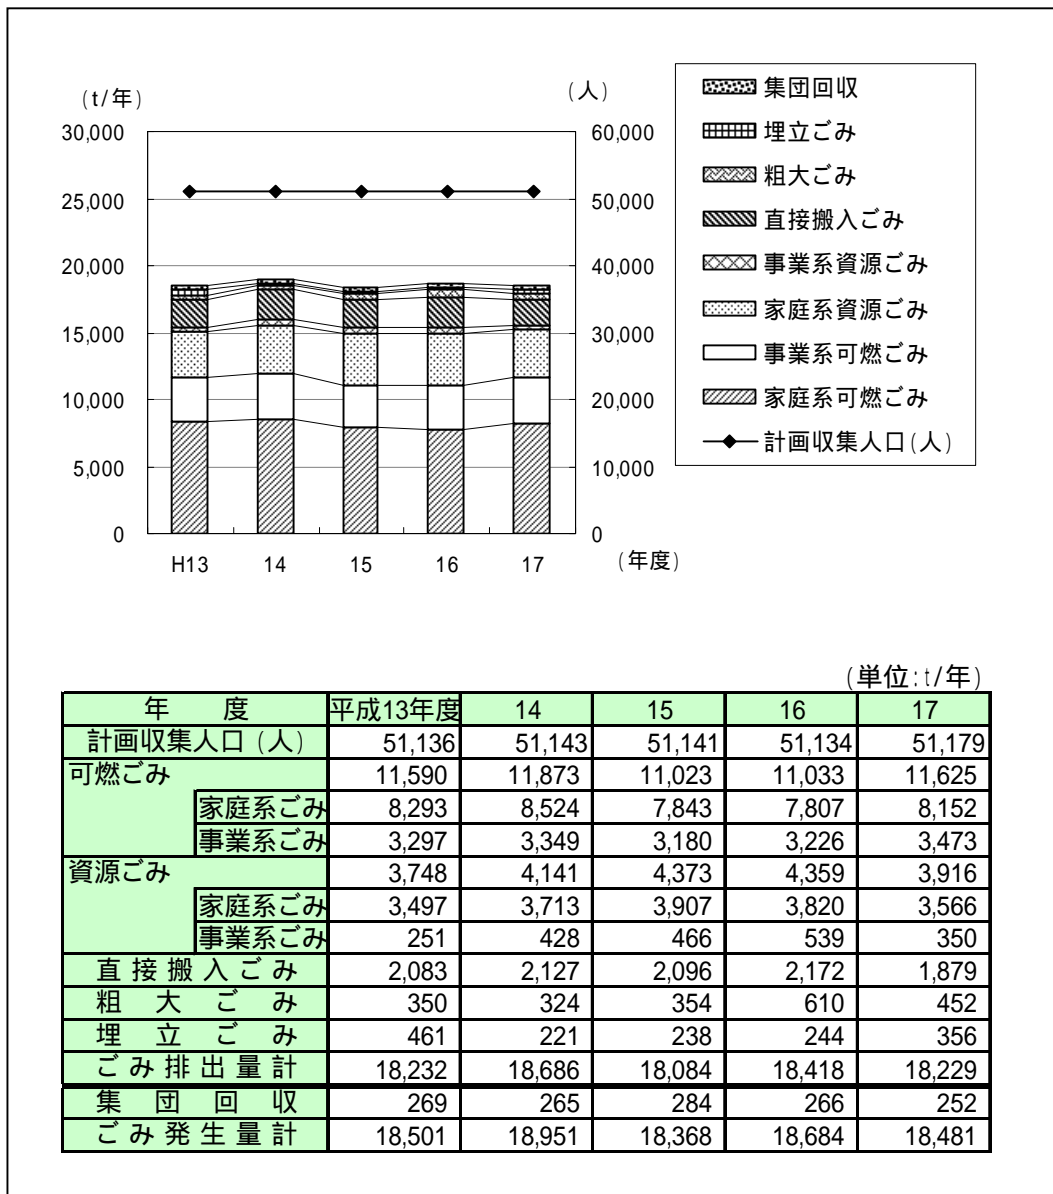 (t/年)
(人)
30,000
25,000
20,000
15,000
10,000
5,000
0
60,000
50,000
40,000
30,000
20,000
10,000
0
H13 14 15 16 17
(年度)
集団回収
埋立ごみ
粗大ごみ
直接搬入ごみ
事業系資源ごみ
家庭系資源ごみ
事業系可燃ごみ
家庭系可燃ごみ
計画収集人口(人)
(単位:t/年)
年 度 平成13年度 14 15 16 17
計画収集人口(人) 51,136 51,143 51,141 51,134 51,179
可燃ごみ 11,590 11,873 11,023 11,033 11,625
家庭系ごみ 8,293 8,524 7,843 7,807 8,152
事業系ごみ 3,297 3,349 3,180 3,226 3,473
資源ごみ 3,748 4,141 4,373 4,359 3,916
家庭系ごみ 3,497 3,713 3,907 3,820 3,566
事業系ごみ 251 428 466 539 350
直接搬入ごみ 2,083 2,127 2,096 2,172 1,879
粗大ごみ 350 324 354 610 452
埋立ごみ 461 221 238 244 356
ごみ排出量計 18,232 18,686 18,084 18,418 18,229
集団回収 269 265 284 266 252
ごみ発生量計 18,501 18,951 18,368 18,684 18,481